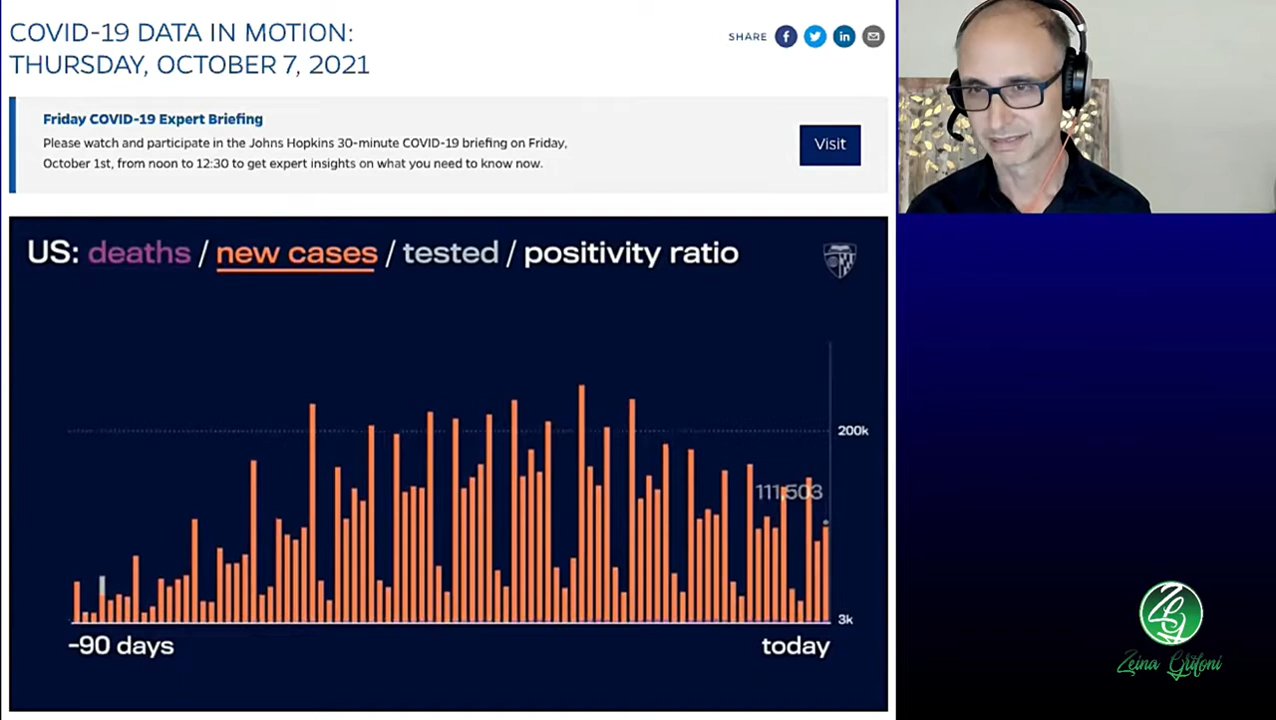 COVID-19 DATA IN MOTION:
THURSDAY, OCTOBER 7, 2021
SHARE
Friday COVID-19 Expert Briefing
Please watch and participate in the Johns Hopkins 30-minute COVID-19 briefing on Friday,
October 1st, from noon to 12:30 to get expert insights on what you need to know now.
Visit
US: deaths / new cases / tested / positivity ratio
200k
111,503
3k
-90 days
today
ZG
Zeina Grifoni